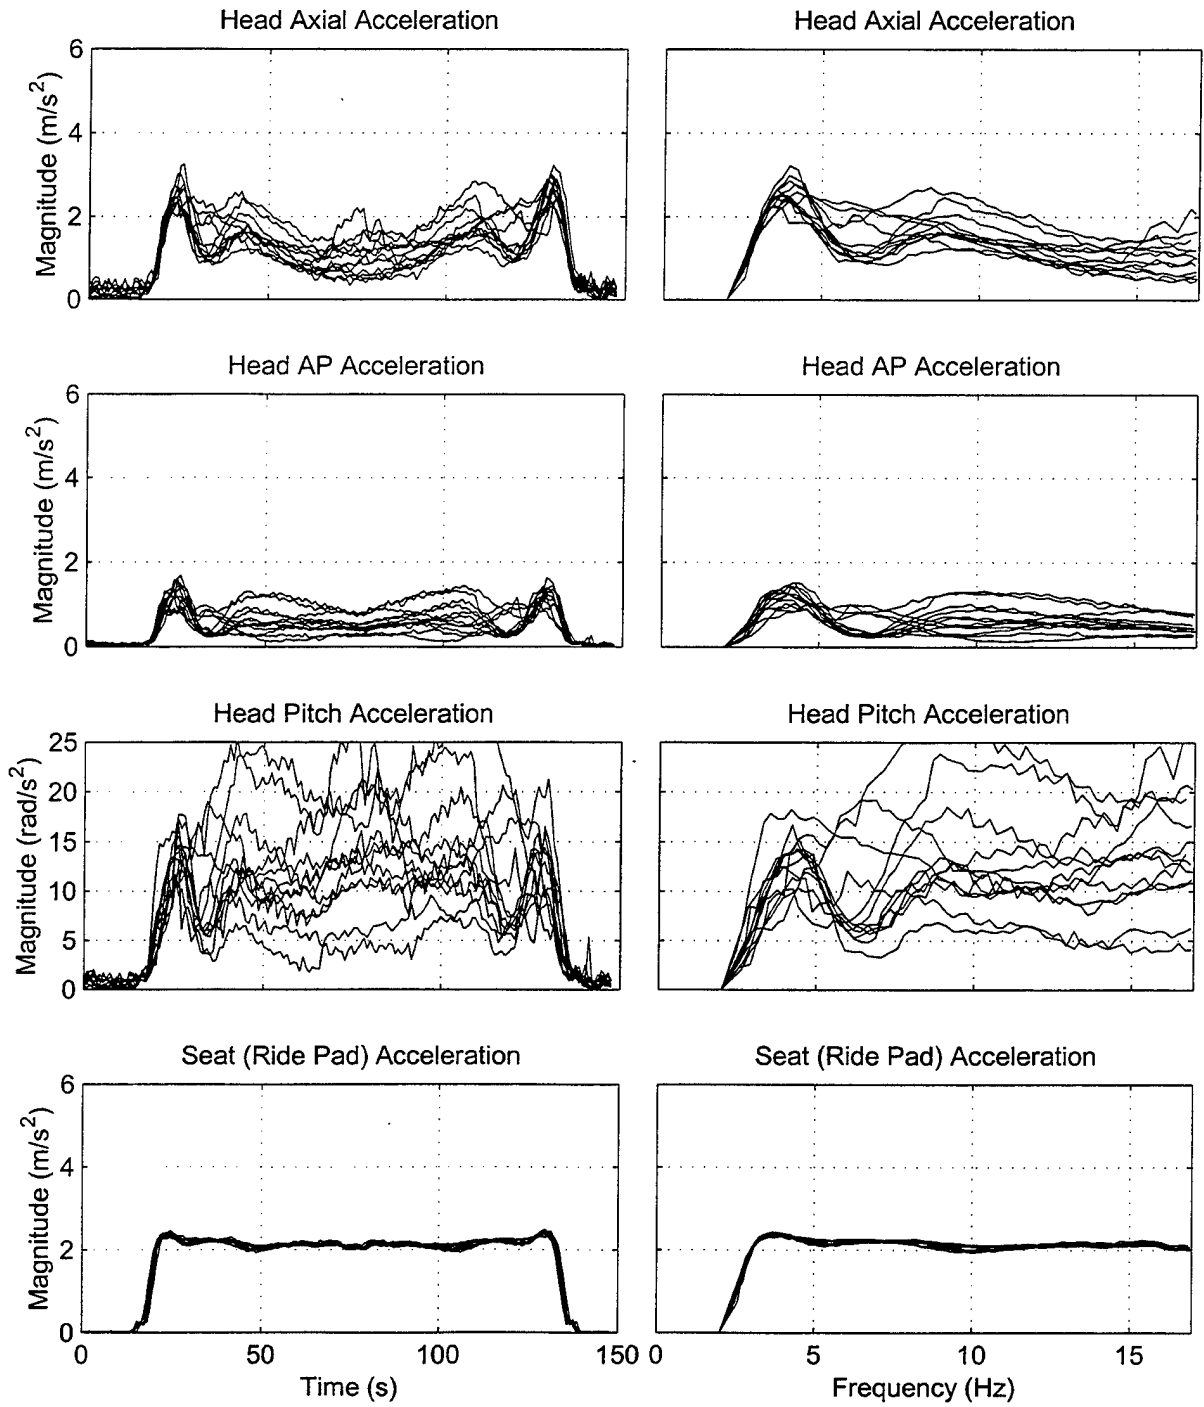 Head Axial Acceleration
Head Axial Acceleration
Magnitude (m/s²)
6
4
2
0
Head AP Acceleration
Head AP Acceleration
Magnitude (m/s²)
6
4
2
0
Head Pitch Acceleration
Head Pitch Acceleration
Magnitude (rad/s²)
25
20
15
10
5
0
Seat (Ride Pad) Acceleration
Seat (Ride Pad) Acceleration
Magnitude (m/s²)
6
4
2
0
0 50 100 150
0 5 10 15
Time (s)
Frequency (Hz)